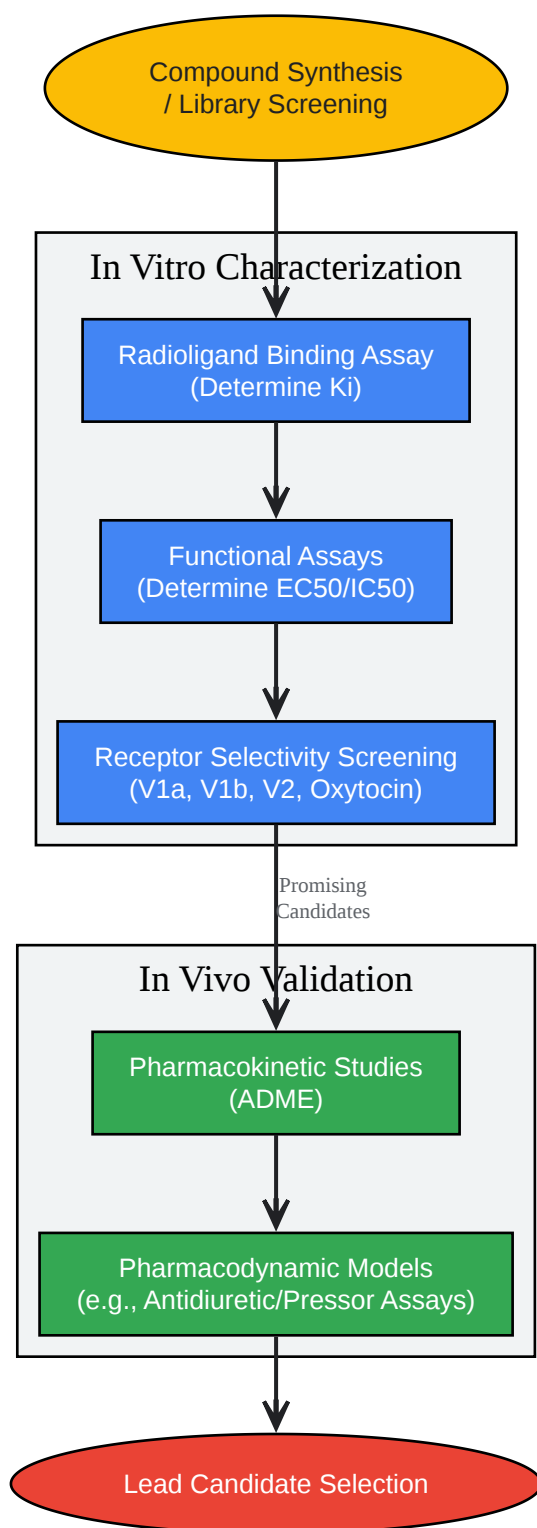 Compound Synthesis
/ Library Screening
In Vitro Characterization
Radioligand Binding Assay
(Determine Ki)
Functional Assays
(Determine EC50/IC50)
Receptor Selectivity Screening
(V1a, V1b, V2, Oxytocin)
Promising
Candidates
In Vivo Validation
Pharmacokinetic Studies
(ADME)
Pharmacodynamic Models
(e.g., Antidiuretic/Pressor Assays)
Lead Candidate Selection